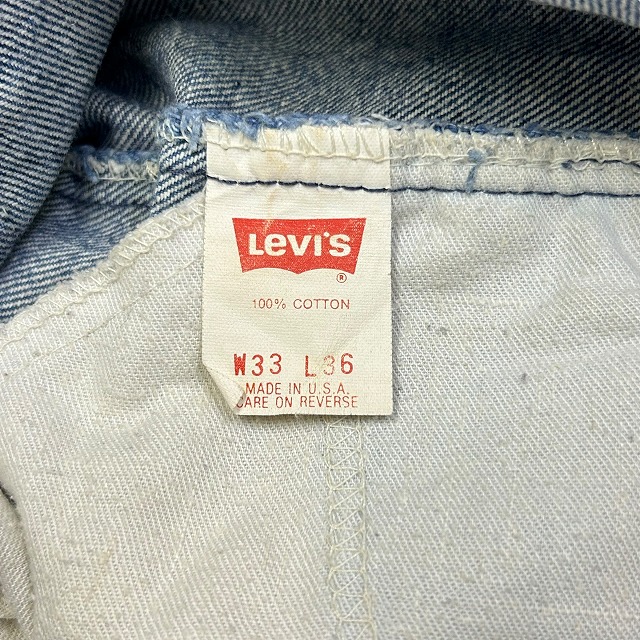 Levi's
®
100% COTTON
W33 L36
MADE IN U.S.A.
CARE ON REVERSE